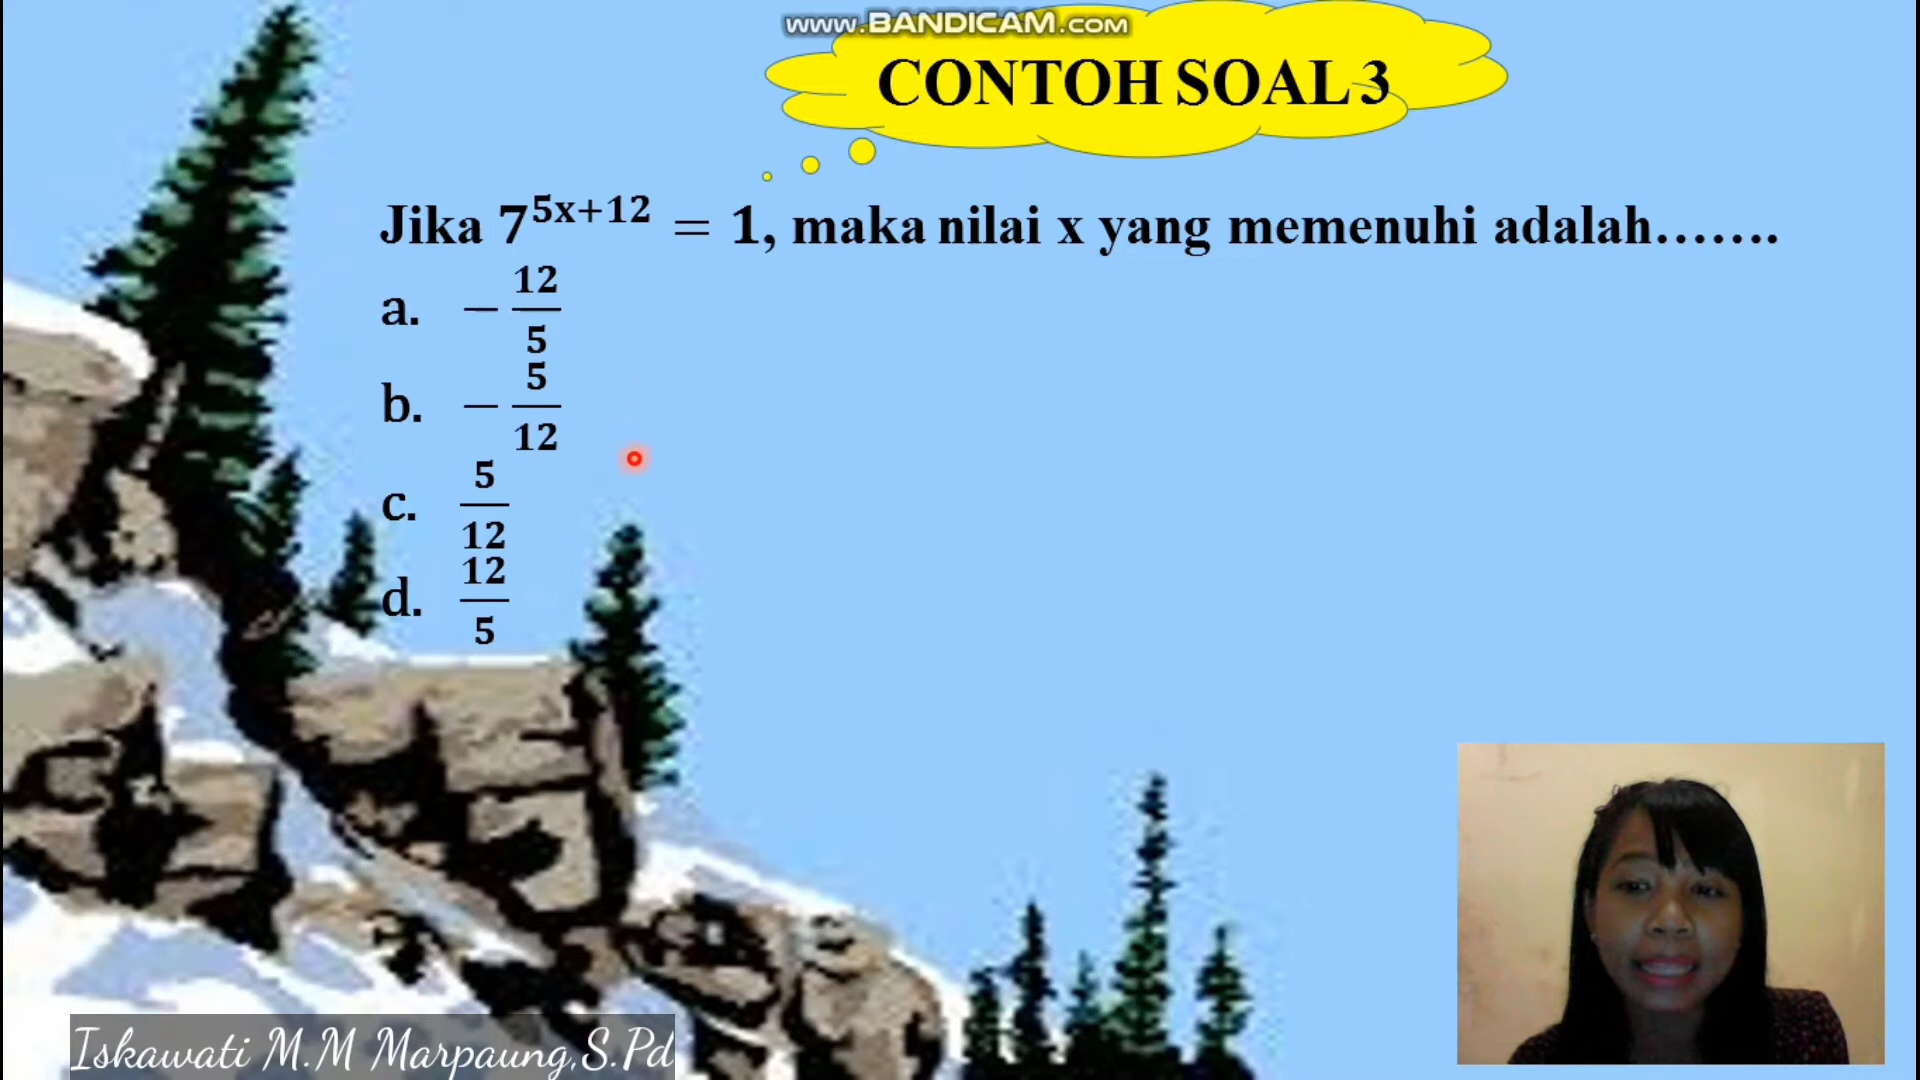 www.BANDICAM.com
CONTOH SOAL 3
Jika 7^{5x+12} = 1, maka nilai x yang memenuhi adalah.......
a. −12/5
b. −5/12
c. 5/12
d. 12/5
Iskawati M.M Marpaung,S.Pd